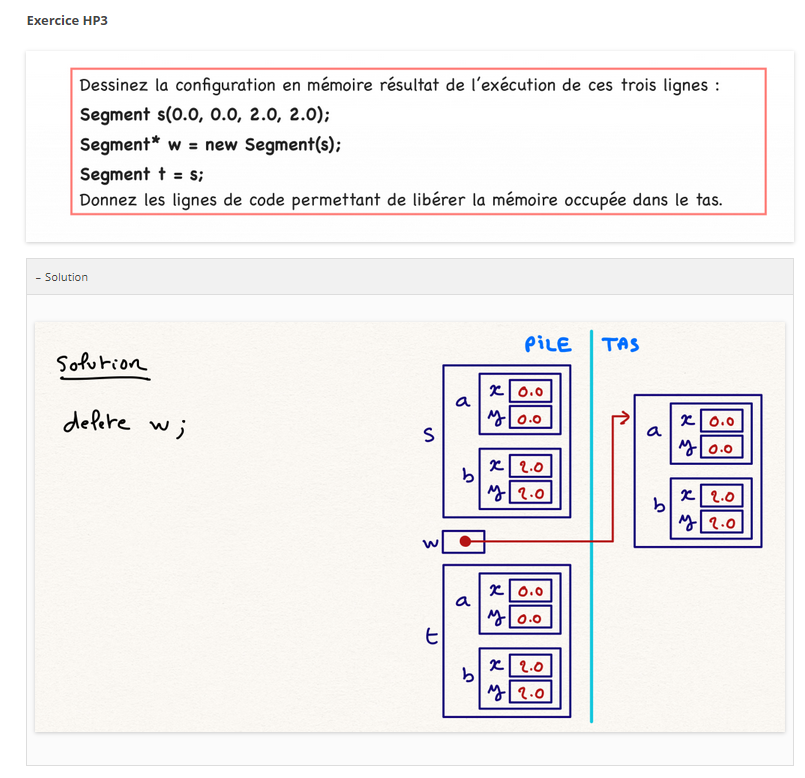 Exercice HP3
Dessinez la configuration en mémoire résultat de l'exécution de ces trois lignes :
Segment s(0.0, 0.0, 2.0, 2.0);
Segment* w = new Segment(s);
Segment t = s;
Donnez les lignes de code permettant de libérer la mémoire occupée dans le tas.
– Solution
Solution
delete w ;
PILE TAS
s
a
x 0.0
y 0.0
b
x 2.0
y 2.0
w
t
a
x 0.0
y 0.0
b
x 2.0
y 2.0
a
x 0.0
y 0.0
b
x 2.0
y 2.0